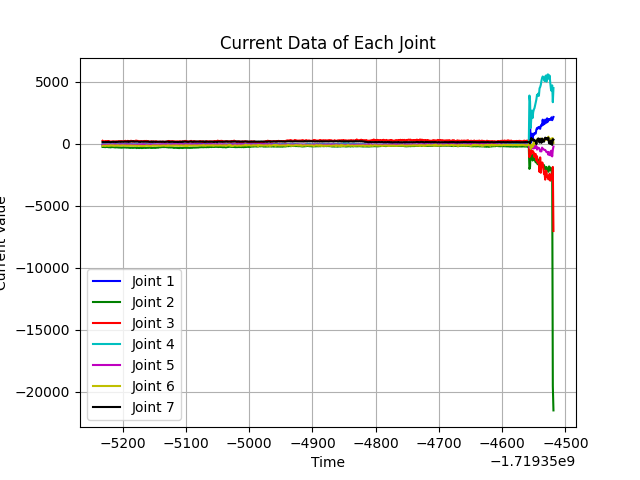 Current Data of Each Joint
5000
0
−5000
−10000
−15000
−20000
Current Value
Joint 1
Joint 2
Joint 3
Joint 4
Joint 5
Joint 6
Joint 7
−5200 −5100 −5000 −4900 −4800 −4700 −4600 −4500
−1.71935e9
Time